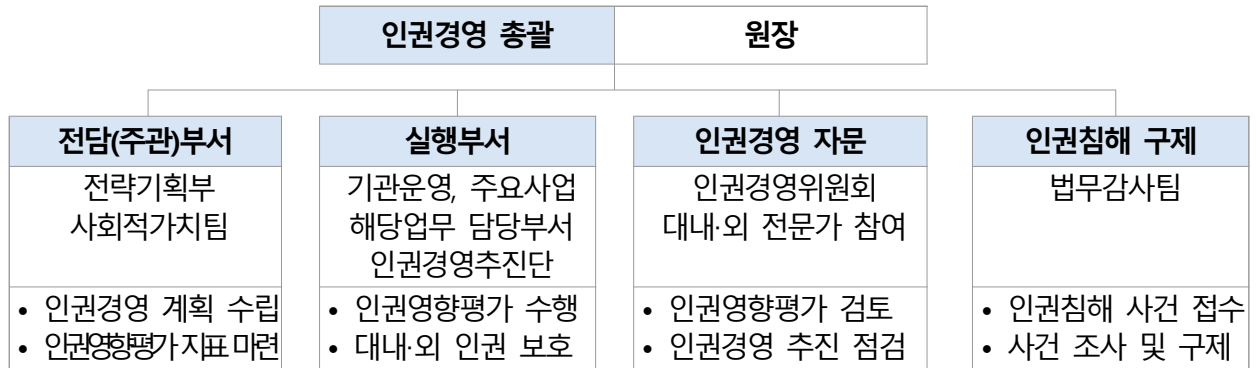 인권경영 총괄
원장
전담(주관)부서
전략기획부
사회적가치팀
• 인권경영 계획 수립
• 인권영향평가 지표 마련
실행부서
기관운영, 주요사업
해당업무 담당부서
인권경영추진단
• 인권영향평가 수행
• 대내·외 인권 보호
인권경영 자문
인권경영위원회
대내·외 전문가 참여
• 인권영향평가 검토
• 인권경영 추진 점검
인권침해 구제
법무감사팀
• 인권침해 사건 접수
• 사건 조사 및 구제